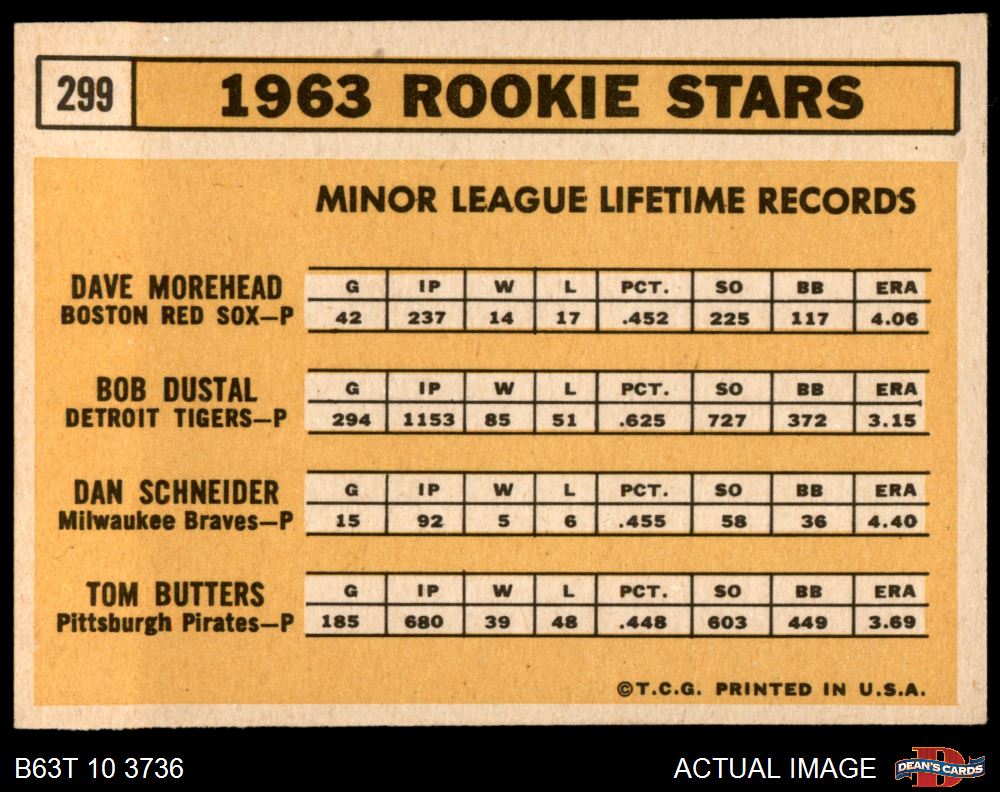 299 1963 ROOKIE STARS
MINOR LEAGUE LIFETIME RECORDS
DAVE MOREHEAD G IP W L PCT. SO BB ERA
BOSTON RED SOX—P 42 237 14 17 .452 225 117 4.06
BOB DUSTAL G IP W L PCT. SO BB ERA
DETROIT TIGERS—P 294 1153 85 51 .625 727 372 3.15
DAN SCHNEIDER G IP W L PCT. SO BB ERA
Milwaukee Braves—P 15 92 5 6 .455 58 36 4.40
TOM BUTTERS G IP W L PCT. SO BB ERA
Pittsburgh Pirates—P 185 680 39 48 .448 603 449 3.69
©T.C.G. PRINTED IN U.S.A.
B63T 10 3736 ACTUAL IMAGE DEAN'S CARDS